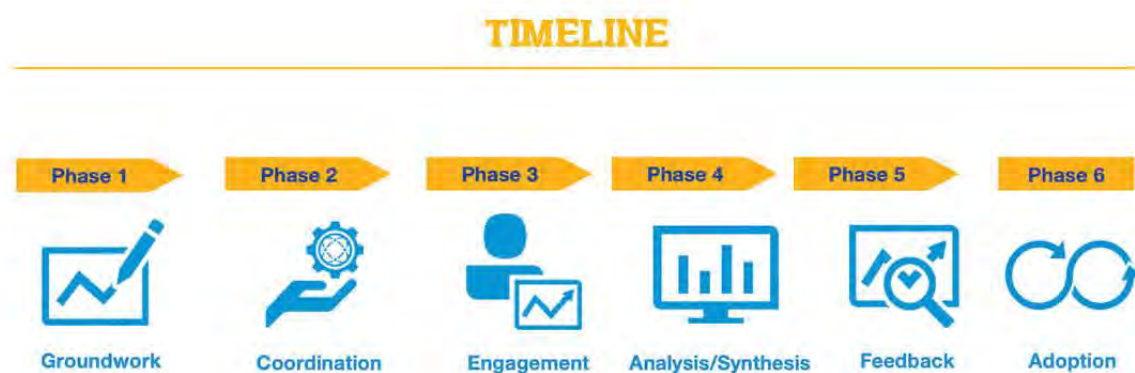 TIMELINE
Phase 1 Phase 2 Phase 3 Phase 4 Phase 5 Phase 6
Groundwork Coordination Engagement Analysis/Synthesis Feedback Adoption